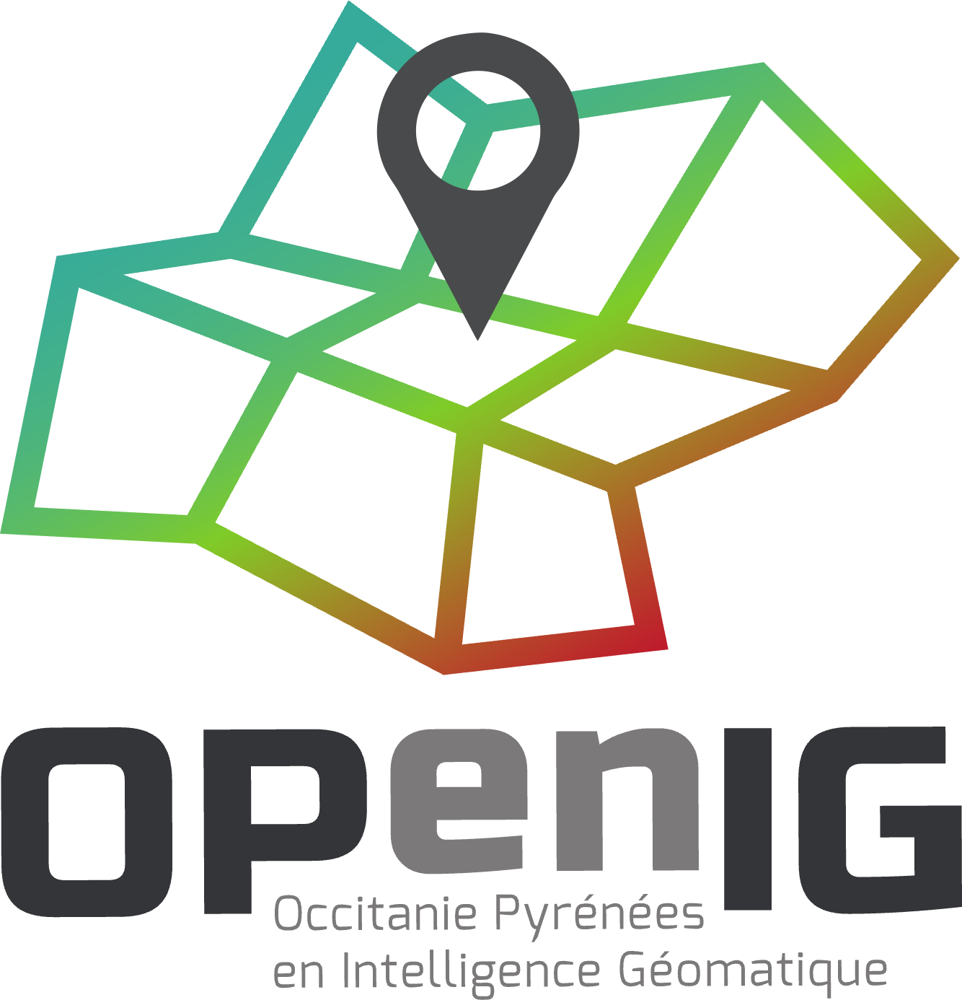 OPenIG
Occitanie Pyrénées
en Intelligence Géomatique